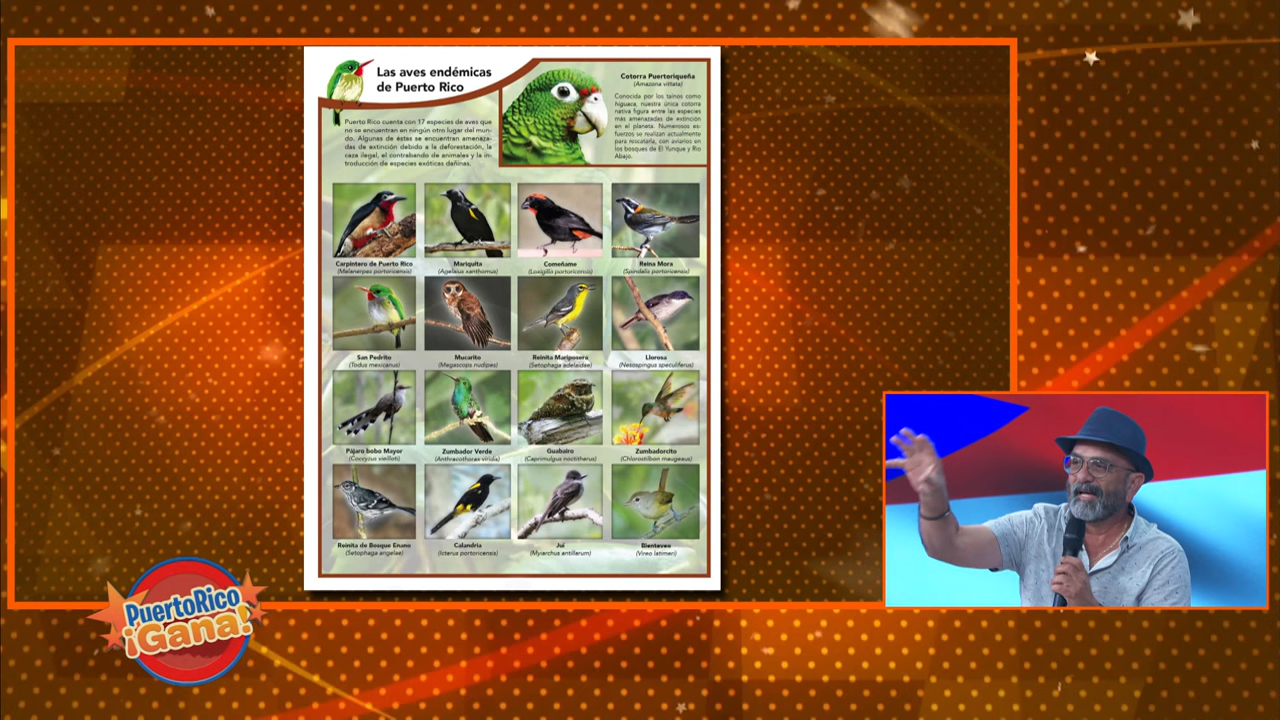 Las aves endémicas
de Puerto Rico
Puerto Rico cuenta con 17 especies de aves que
no se encuentran en ningún otro lugar del mun-
do. Algunas de éstas se encuentran amenaza-
das de extinción debido a la deforestación, la
caza ilegal, el contrabando de animales y la in-
troducción de especies exóticas dañinas.
Cotorra Puertoriqueña
(Amazona vittata)
Conocida por los taínos como
higuaca, nuestra única cotorra
nativa figura entre las especies
más amenazadas de extinción
en el planeta. Numerosos es-
fuerzos se realizan actualmente
para rescatarla, con aviarios en
los bosques de El Yunque y Río
Abajo.
Carpintero de Puerto Rico
(Melanerpes portoricensis)
Mariquita
(Agelaius xanthomus)
Comeñame
(Loxigilla portoricensis)
Reina Mora
(Spindalis portoricensis)
San Pedrito
(Todus mexicanus)
Mucarito
(Megascops nudipes)
Reinita Mariposera
(Setophaga adelaidae)
Llorosa
(Nesospingus speculiferus)
Pájaro bobo Mayor
(Coccyzus vieilloti)
Zumbador Verde
(Anthracothorax viridis)
Guabairo
(Caprimulgus noctitherus)
Zumbadorcito
(Chlorostilbon maugeaus)
Reinita de Bosque Enano
(Setophaga angelae)
Calandria
(Icterus portoricensis)
Juí
(Myiarchus antillarum)
Bienteveo
(Vireo latimeri)
PuertoRico
¡Gana!